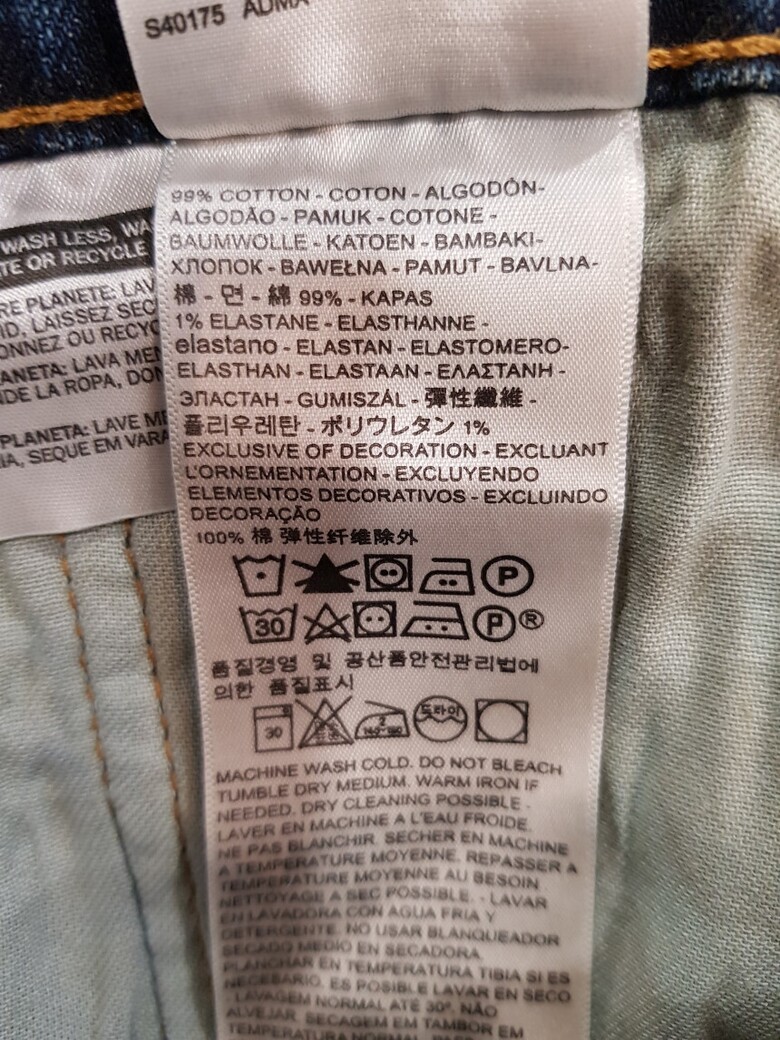 S40175 ADMA
WASH LESS, WA
TE OR RECYCLE
RE PLANETE: LAV
ID, LAISSEZ SEC
ONNEZ OU RECYC
ANETA: LAVA ME
DE LA ROPA, DON
PLANETA: LAVE ME
IA, SEQUE EM VARA
99% COTTON - COTON - ALGODÓN-
ALGODÃO - PAMUK - COTONE -
BAUMWOLLE - KATOEN - BAMBAKI-
ХЛОПОК - BAWEŁNA - PAMUT - BAVLNA-
棉 - 면 - 綿 99% - KAPAS
1% ELASTANE - ELASTHANNE -
elastano - ELASTAN - ELASTOMERO-
ELASTHAN - ELASTAAN - ΕΛΑΣΤΑΝΗ -
ЭЛАСТАН - GUMISZÁL - 彈性纖維 -
폴리우레탄 - ポリウレタン 1%
EXCLUSIVE OF DECORATION - EXCLUANT
L'ORNEMENTATION - EXCLUYENDO
ELEMENTOS DECORATIVOS - EXCLUINDO
DECORAÇÃO
100% 棉 弹性纤维除外
P
30 P ®
품질경영 및 공산품안전관리법에
의한 품질표시
30 2 드라이
MACHINE WASH COLD. DO NOT BLEACH
TUMBLE DRY MEDIUM. WARM IRON IF
NEEDED. DRY CLEANING POSSIBLE -
LAVER EN MACHINE A L'EAU FROIDE.
NE PAS BLANCHIR. SECHER EN MACHINE
A TEMPERATURE MOYENNE. REPASSER A
TEMPERATURE MOYENNE AU BESOIN
NETTOYAGE A SEC POSSIBLE. - LAVAR
EN LAVADORA CON AGUA FRIA Y
DETERGENTE. NO USAR BLANQUEADOR
SECADO MEDIO EN SECADORA
PLANCHAR EN TEMPERATURA TIBIA SI ES
NECESARIO. ES POSIBLE LAVAR EN SECO
- LAVAGEM NORMAL ATÉ 30º. NÃO
ALVEJAR. SECAGEM EM TAMBOR EM
TEMPERATURA NORMAL.